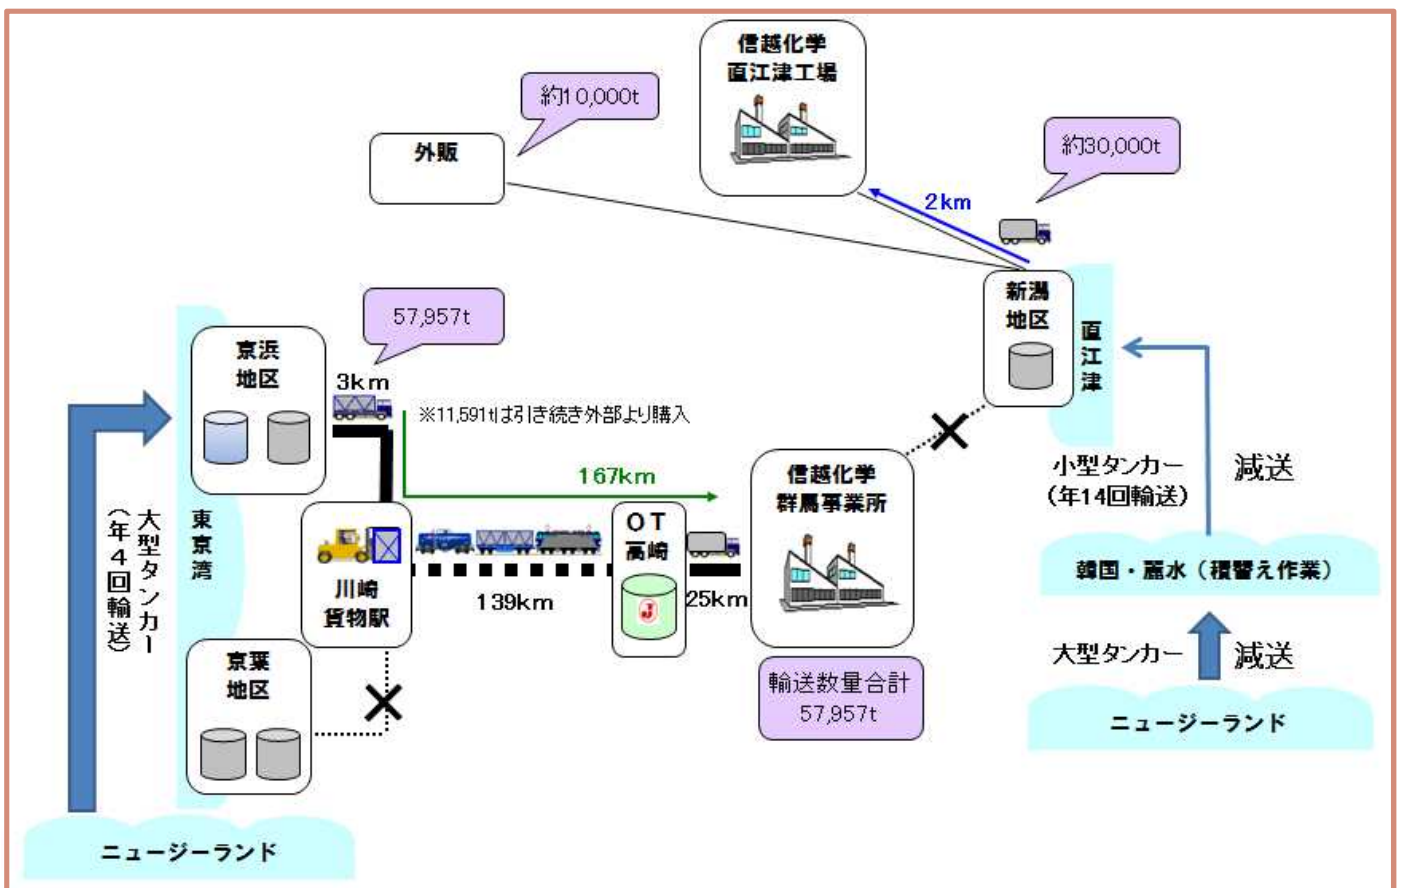 信越化学
直江津工場
約10,000t
外販
約30,000t
2km
新潟
地区
直江津
57,957t
京浜
地区
3km
※11,591tは引き続き外部より購入
167km
信越化学
群馬事業所
小型タンカー
（年14回輸送）
減送
大型タンカー
（年４回輸送）
東京湾
川崎
貨物駅
139km
ＯＴ
高崎
J
25km
韓国・麗水（積替え作業）
京葉
地区
輸送数量合計
57,957t
大型タンカー
減送
ニュージーランド
ニュージーランド